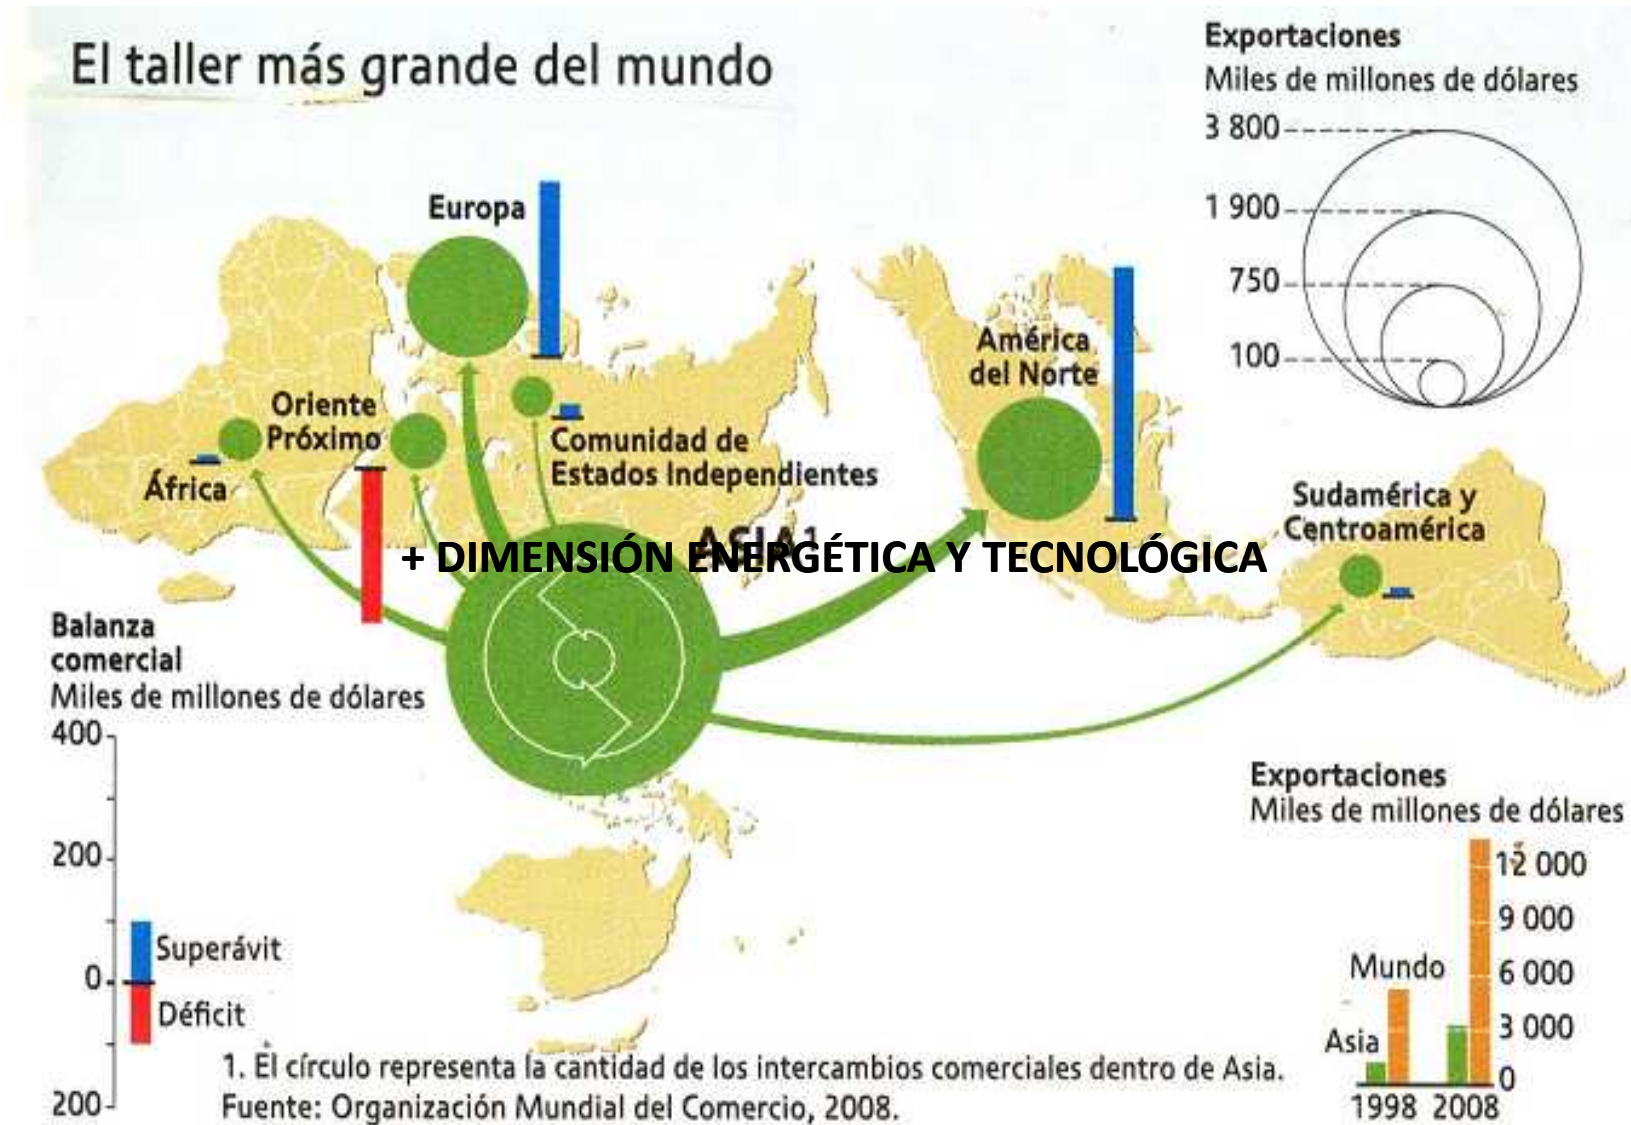 El taller más grande del mundo
Exportaciones
Miles de millones de dólares
3 800
1 900
750
100
Europa
América
del Norte
Oriente
Próximo
África
Comunidad de
Estados Independientes
Sudamérica y
Centroamérica
ASIA¹
+ DIMENSIÓN ENERGÉTICA Y TECNOLÓGICA
Balanza
comercial
Miles de millones de dólares
400
200
0
200
Superávit
Déficit
Exportaciones
Miles de millones de dólares
12 000
9 000
6 000
3 000
0
Mundo
Asia
1998 2008
1. El círculo representa la cantidad de los intercambios comerciales dentro de Asia.
Fuente: Organización Mundial del Comercio, 2008.